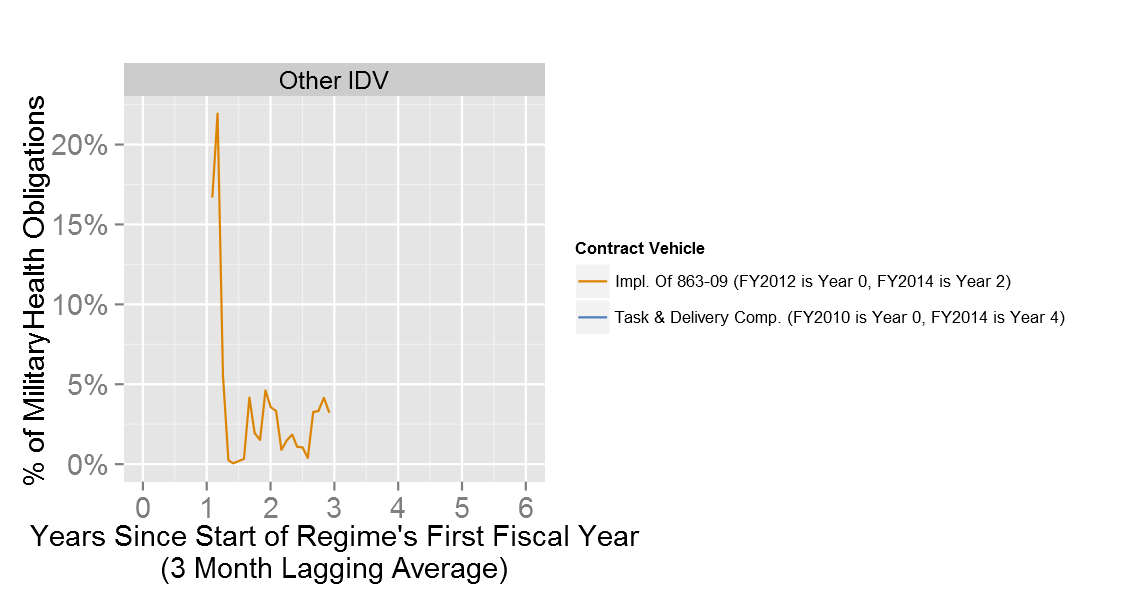 Other IDV
% of MilitaryHealth Obligations
20%
15%
10%
5%
0%
0 1 2 3 4 5 6
Years Since Start of Regime's First Fiscal Year
(3 Month Lagging Average)
Contract Vehicle
Impl. Of 863-09 (FY2012 is Year 0, FY2014 is Year 2)
Task & Delivery Comp. (FY2010 is Year 0, FY2014 is Year 4)